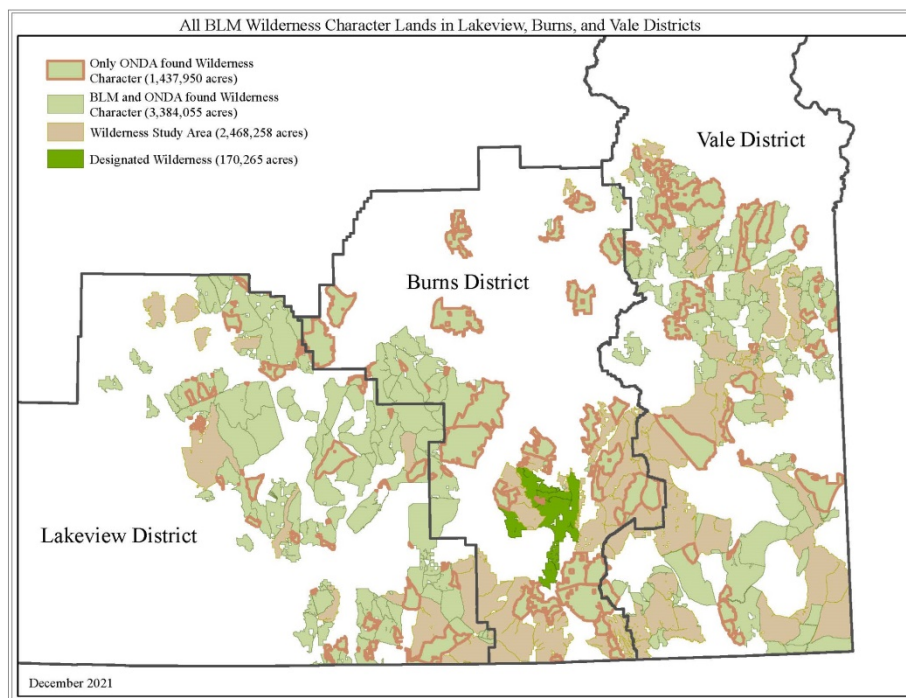 All BLM Wilderness Character Lands in Lakeview, Burns, and Vale Districts
Only ONDA found Wilderness
Character (1,437,950 acres)
BLM and ONDA found Wilderness
Character (3,384,055 acres)
Wilderness Study Area (2,468,258 acres)
Designated Wilderness (170,265 acres)
Vale District
Burns District
Lakeview District
December 2021